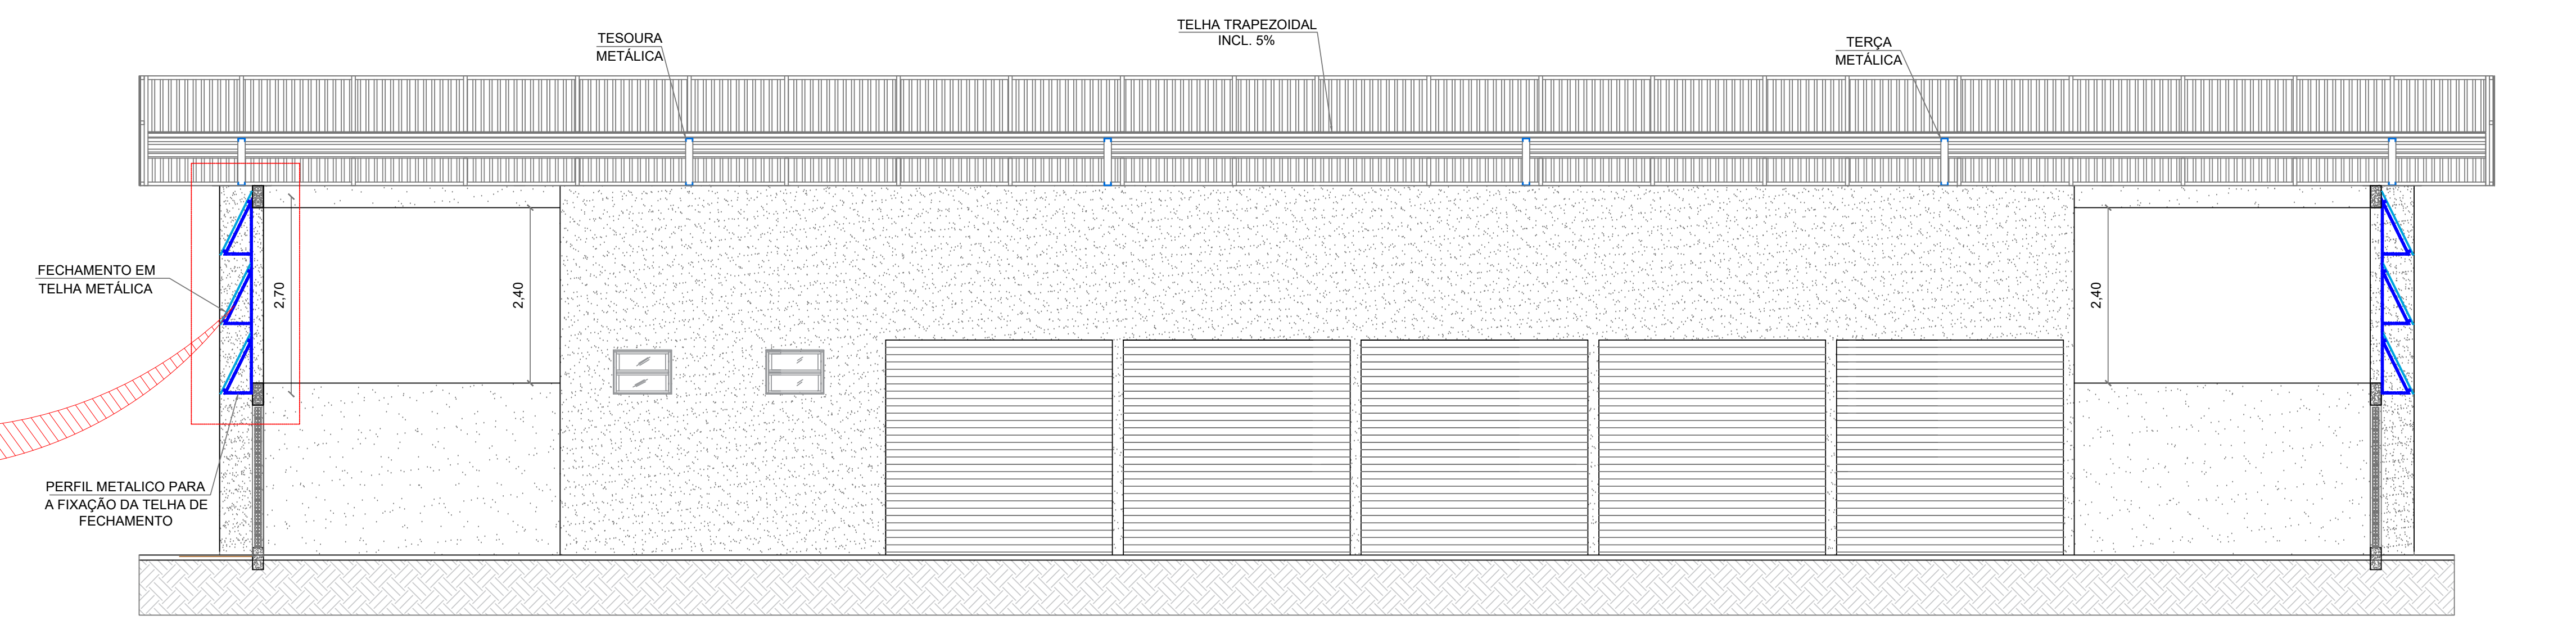 TELHA TRAPEZOIDAL
INCL. 5%
TESOURA
METÁLICA
TERÇA
METÁLICA
FECHAMENTO EM
TELHA METÁLICA
2,70
2,40
2,40
PERFIL METALICO PARA
A FIXAÇÃO DA TELHA DE
FECHAMENTO